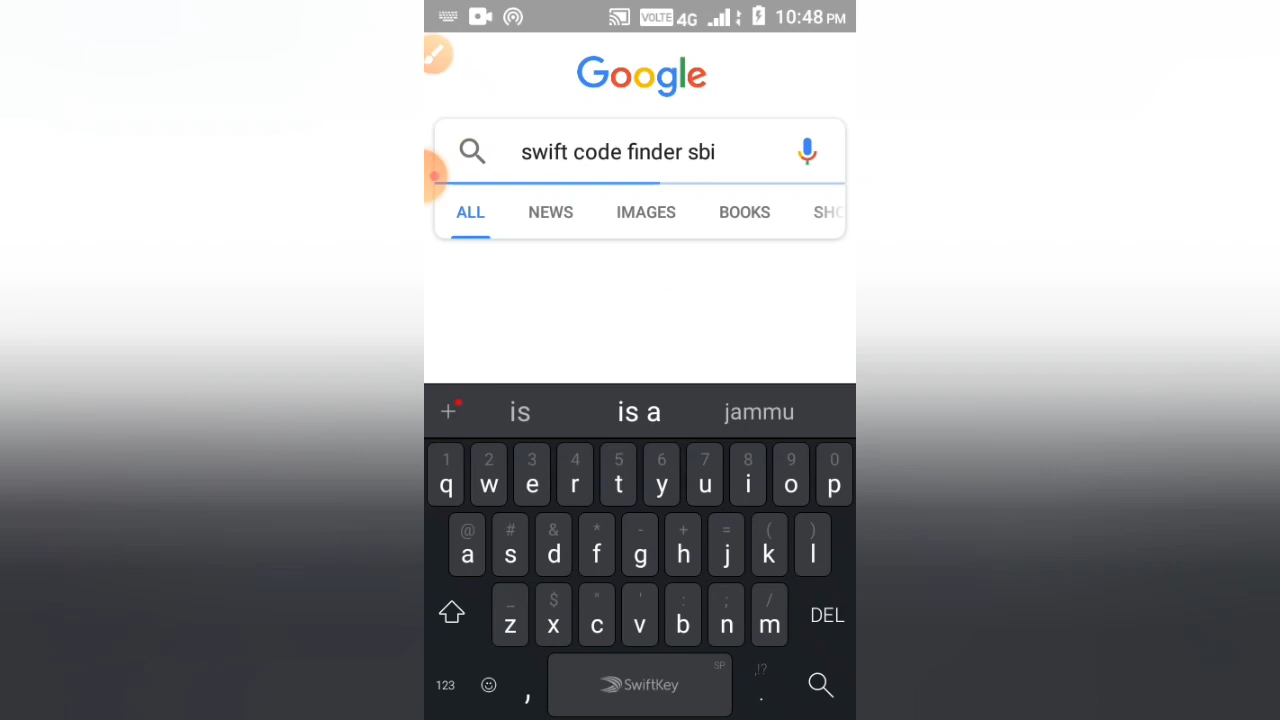 VOLTE 4G 10:48 PM
Google
swift code finder sbi
ALL NEWS IMAGES BOOKS SHO
+ is is a jammu
1 2 3 4 5 6 7 8 9 0
q w e r t y u i o p
@ # & * - + = ( )
a s d f g h j k l
_ $ " ' : ; /
z x c v b n m DEL
SP ,!?
123 , SwiftKey .